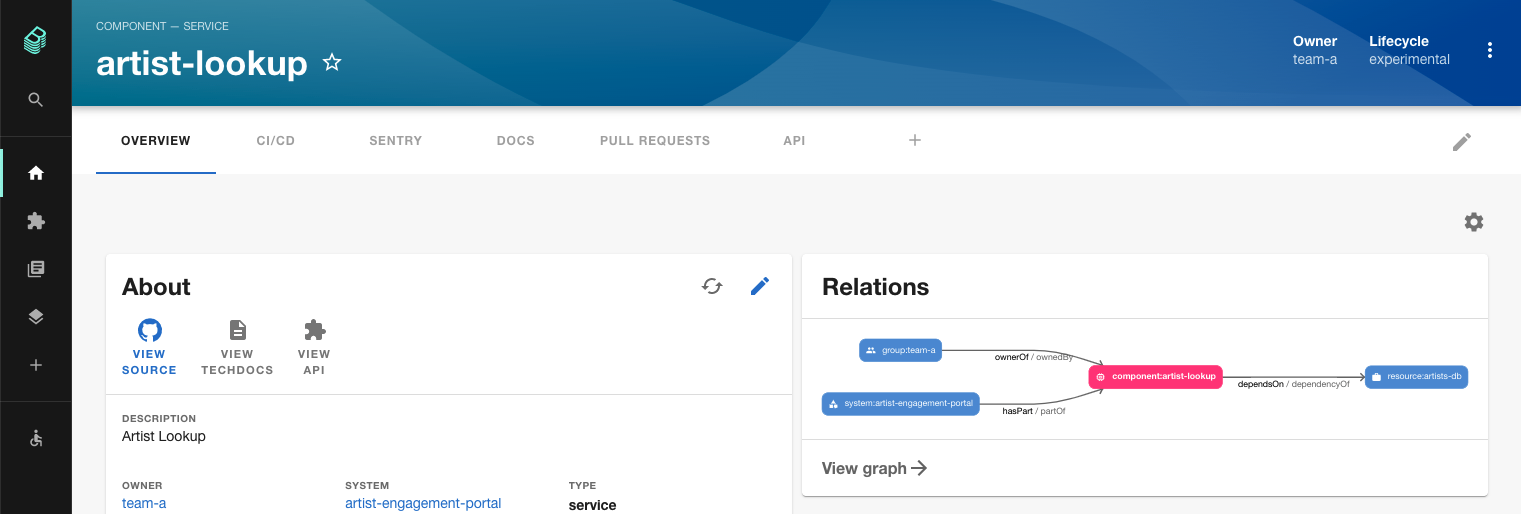 COMPONENT — SERVICE
artist-lookup
Owner
team-a
Lifecycle
experimental
OVERVIEW
CI/CD
SENTRY
DOCS
PULL REQUESTS
API
About
VIEW
SOURCE
VIEW
TECHDOCS
VIEW
API
DESCRIPTION
Artist Lookup
OWNER
team-a
SYSTEM
artist-engagement-portal
TYPE
service
Relations
group:team-a
ownerOf / ownedBy
component:artist-lookup
dependsOn / dependencyOf
resource:artists-db
system:artist-engagement-portal
hasPart / partOf
View graph